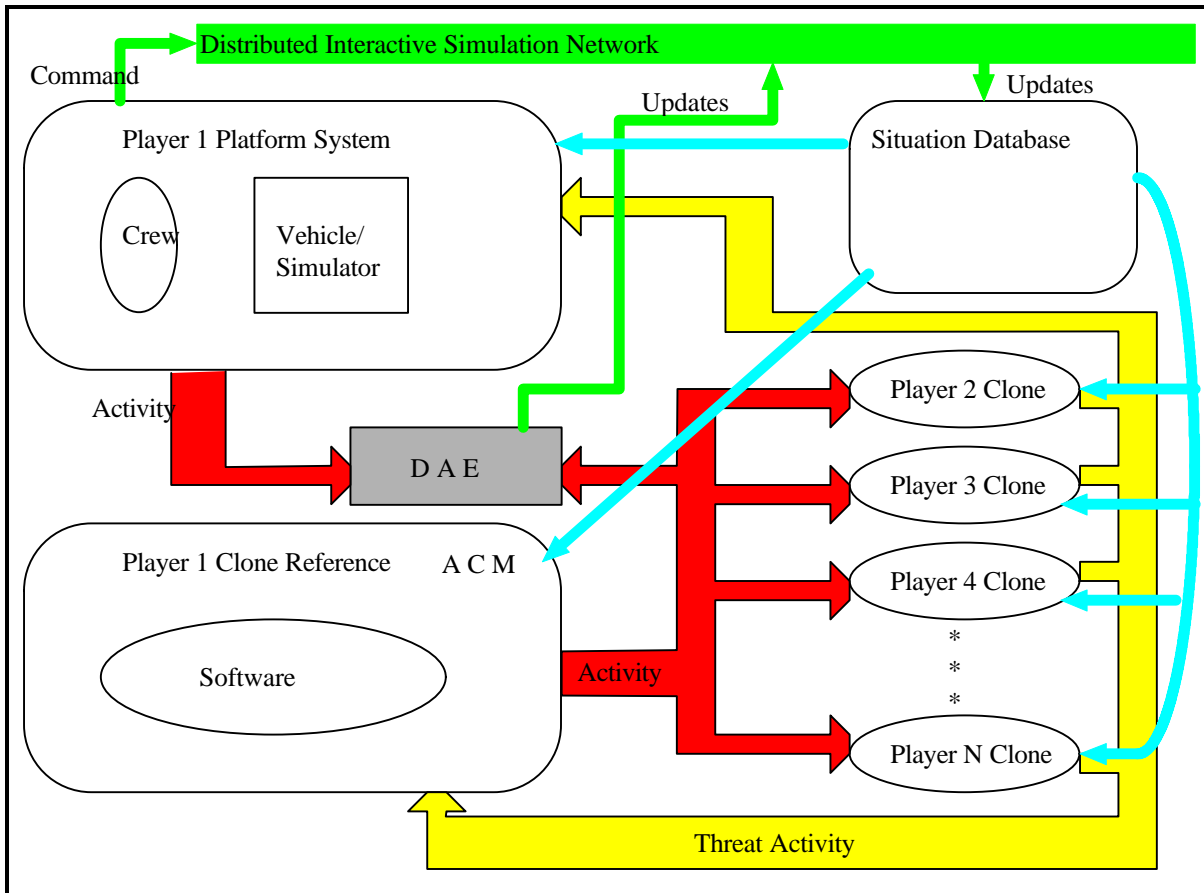 Distributed Interactive Simulation Network
Command
Updates
Updates
Player 1 Platform System
Situation Database
Crew
Vehicle/
Simulator
Activity
Player 2 Clone
D A E
Player 3 Clone
Player 1 Clone Reference
A C M
Player 4 Clone
*
*
*
Software
Activity
Player N Clone
Threat Activity